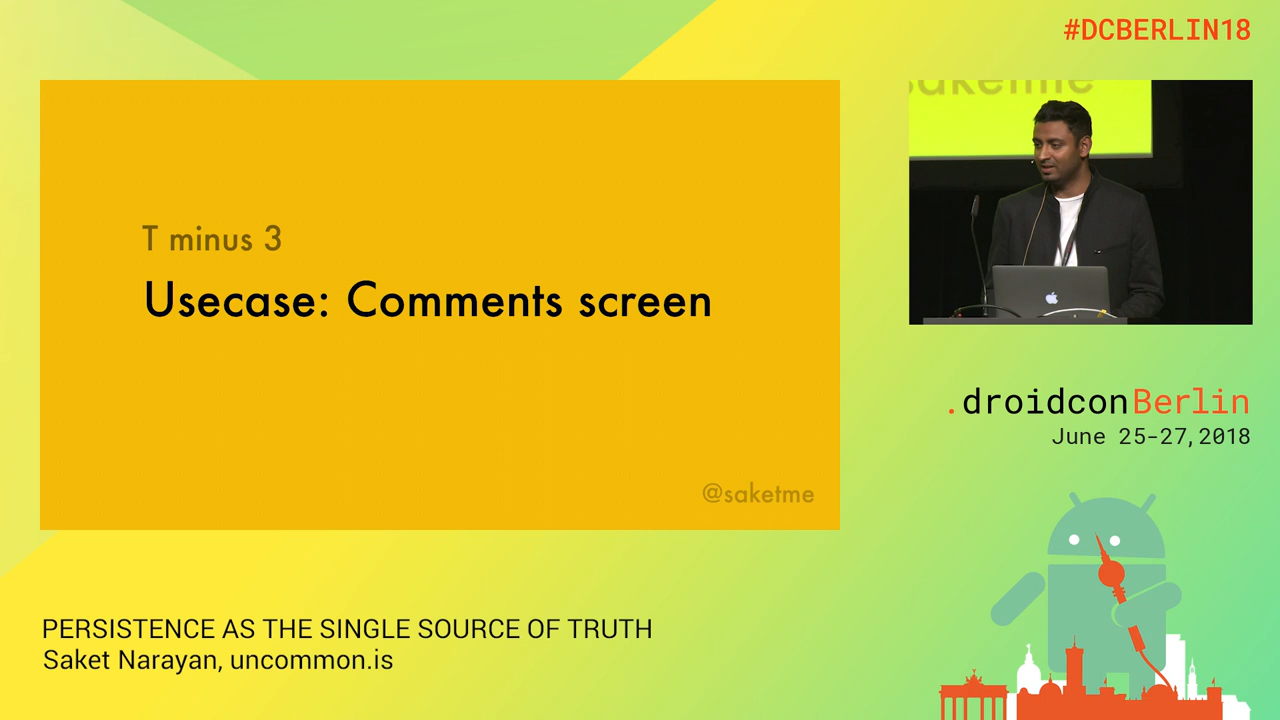 #DCBERLIN18
saketme
T minus 3
Usecase: Comments screen
@saketme
.droidconBerlin
June 25-27, 2018
PERSISTENCE AS THE SINGLE SOURCE OF TRUTH
Saket Narayan, uncommon.is